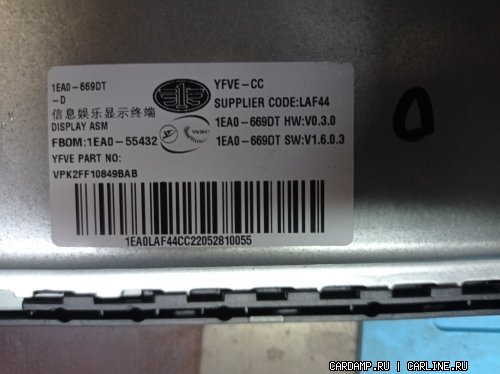 1EA0-669DT
-D
信息娱乐显示终端
DISPLAY ASM
FBOM:1EA0-55432
YFVE PART NO:
VPK2FF10849BAB
YFVE-CC
SUPPLIER CODE:LAF44
1EA0-669DT HW:V0.3.0
1EA0-669DT SW:V1.6.0.3
1EA0LAF44CC22052810055
CARDAMP.RU | CARLINE.RU